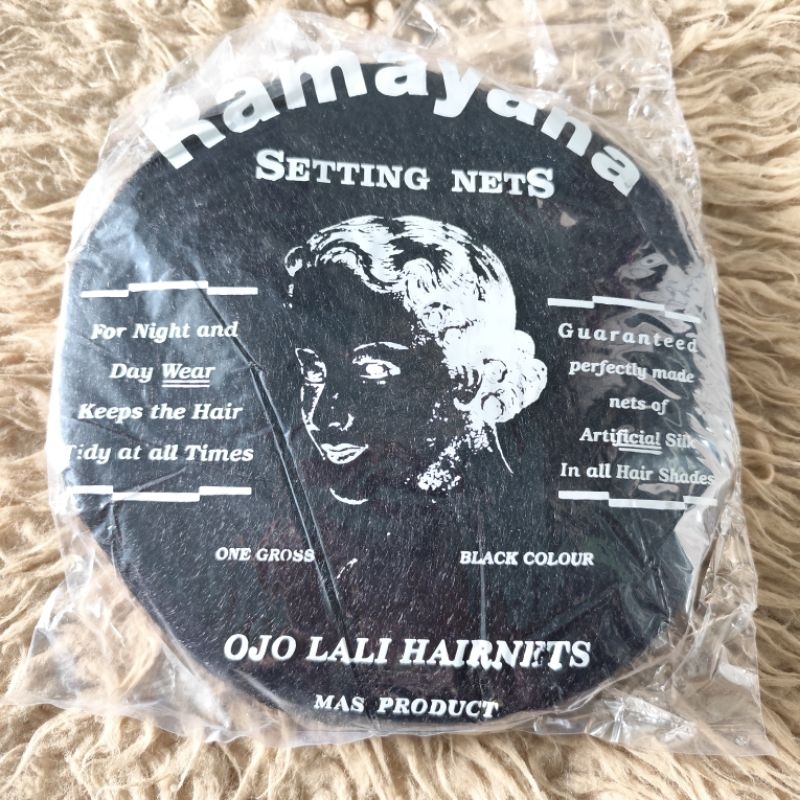 Ramayana
SETTING NETS
For Night and
Day Wear
Keeps the Hair
Tidy at all Times
Guaranteed
perfectly made
nets of
Artificial Silk
In all Hair Shades
ONE GROSS
BLACK COLOUR
OJO LALI HAIRNETS
MAS PRODUCT